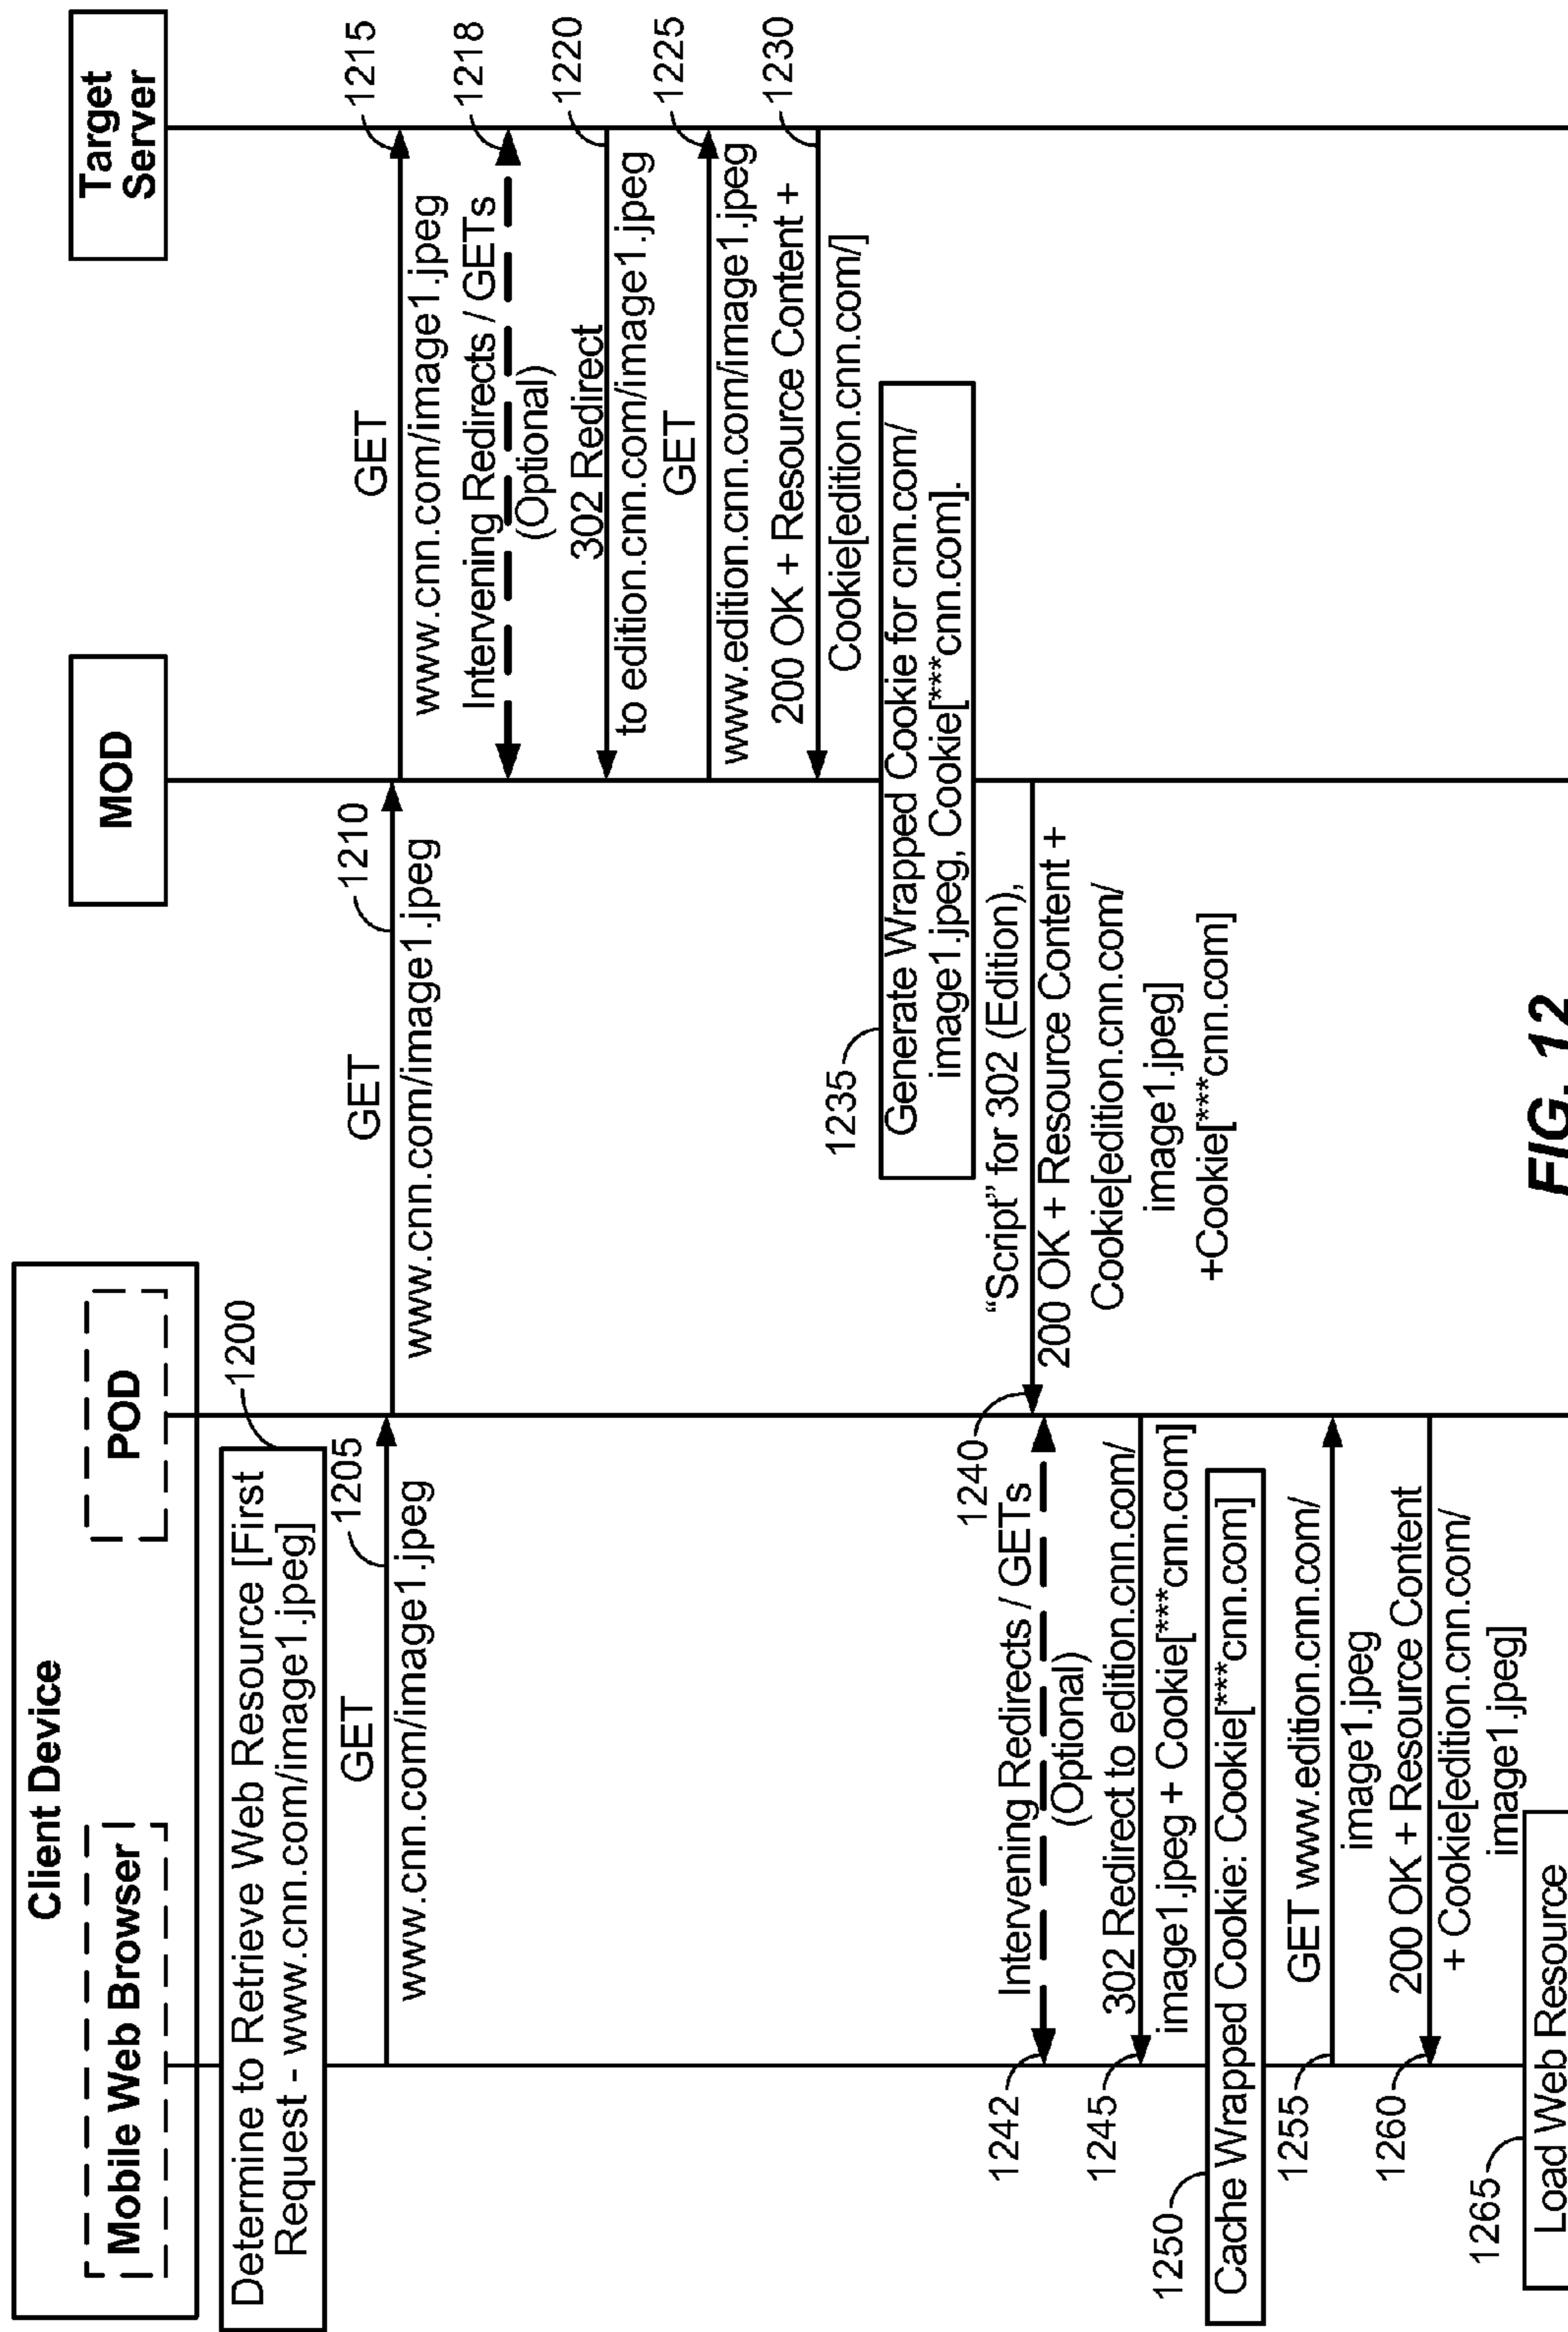 Client Device
Mobile Web Browser
POD
MOD
Target
Server
1200
Determine to Retrieve Web Resource [First
Request - www.cnn.com/image1.jpeg]
1205
GET
www.cnn.com/image1.jpeg
1210
GET
www.cnn.com/image1.jpeg
1215
GET
www.cnn.com/image1.jpeg
1218
Intervening Redirects / GETs
(Optional)
1220
302 Redirect
to edition.cnn.com/image1.jpeg
1225
GET
www.edition.cnn.com/image1.jpeg
1230
200 OK + Resource Content +
Cookie[edition.cnn.com/]
1235
Generate Wrapped Cookie for cnn.com/
image1.jpeg, Cookie[***cnn.com].
1240
“Script” for 302 (Edition),
200 OK + Resource Content +
Cookie[edition.cnn.com/
image1.jpeg]
+Cookie[***cnn.com]
1242
Intervening Redirects / GETs
(Optional)
1245
302 Redirect to edition.cnn.com/
image1.jpeg + Cookie[***cnn.com]
1250
Cache Wrapped Cookie: Cookie[***cnn.com]
1255
GET www.edition.cnn.com/
image1.jpeg
1260
200 OK + Resource Content
+ Cookie[edition.cnn.com/
image1.jpeg]
1265
Load Web Resource
FIG. 12